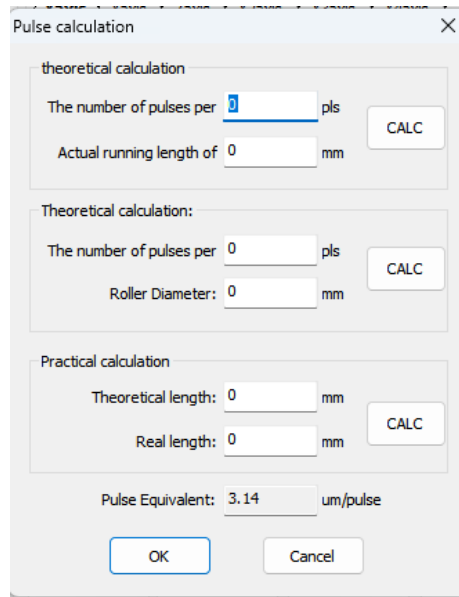 Pulse calculation
theoretical calculation
The number of pulses per 0 pls
CALC
Actual running length of 0 mm
Theoretical calculation:
The number of pulses per 0 pls
CALC
Roller Diameter: 0 mm
Practical calculation
Theoretical length: 0 mm
CALC
Real length: 0 mm
Pulse Equivalent: 3.14 um/pulse
OK Cancel